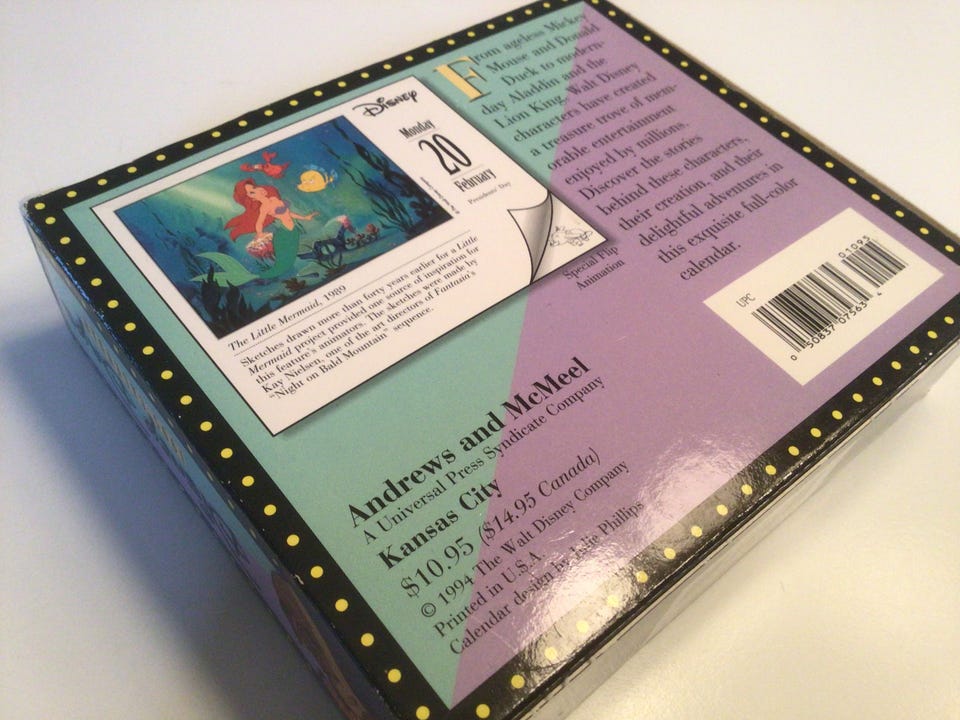 Disney
Monday
20
February
Presidents' Day
The Little Mermaid, 1989
Sketches drawn more than forty years earlier for a Little
Mermaid project provided one source of inspiration for
this feature's animators. The sketches were made by
Kay Nielsen, one of the art directors of Fantasia's
"Night on Bald Mountain" sequence.
Special Flip
Animation
From ageless Mickey
Mouse and Donald
Duck to modern-
day Aladdin and the
Lion King, Walt Disney
characters have created
a treasure trove of mem-
orable entertainment
enjoyed by millions.
Discover the stories
behind these characters,
their creation, and their
delightful adventures in
this exquisite full-color
calendar.
UPC
01095
0 50837 07563 4
Andrews and McMeel
A Universal Press Syndicate Company
Kansas City
$10.95 ($14.95 Canada)
© 1994 The Walt Disney Company
Printed in U.S.A.
Calendar design by Julie Phillips